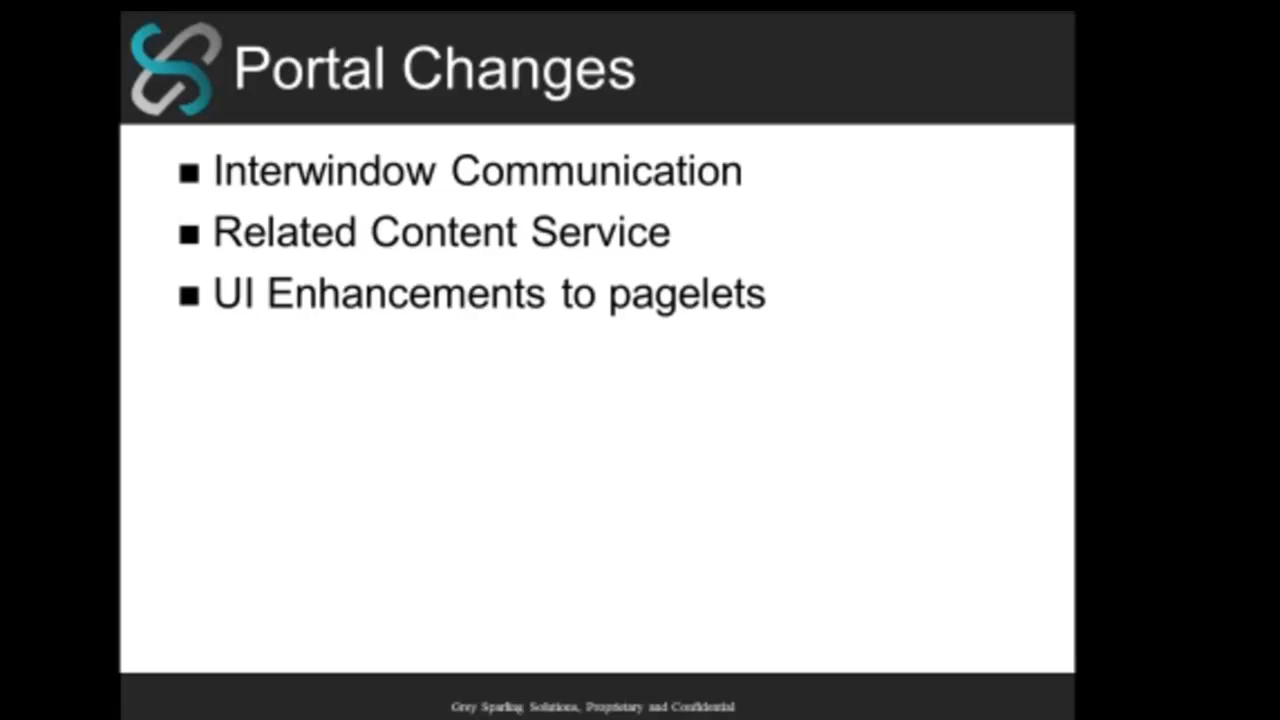 Portal Changes
Interwindow Communication
Related Content Service
UI Enhancements to pagelets
Grey Sparling Solutions, Proprietary and Confidential